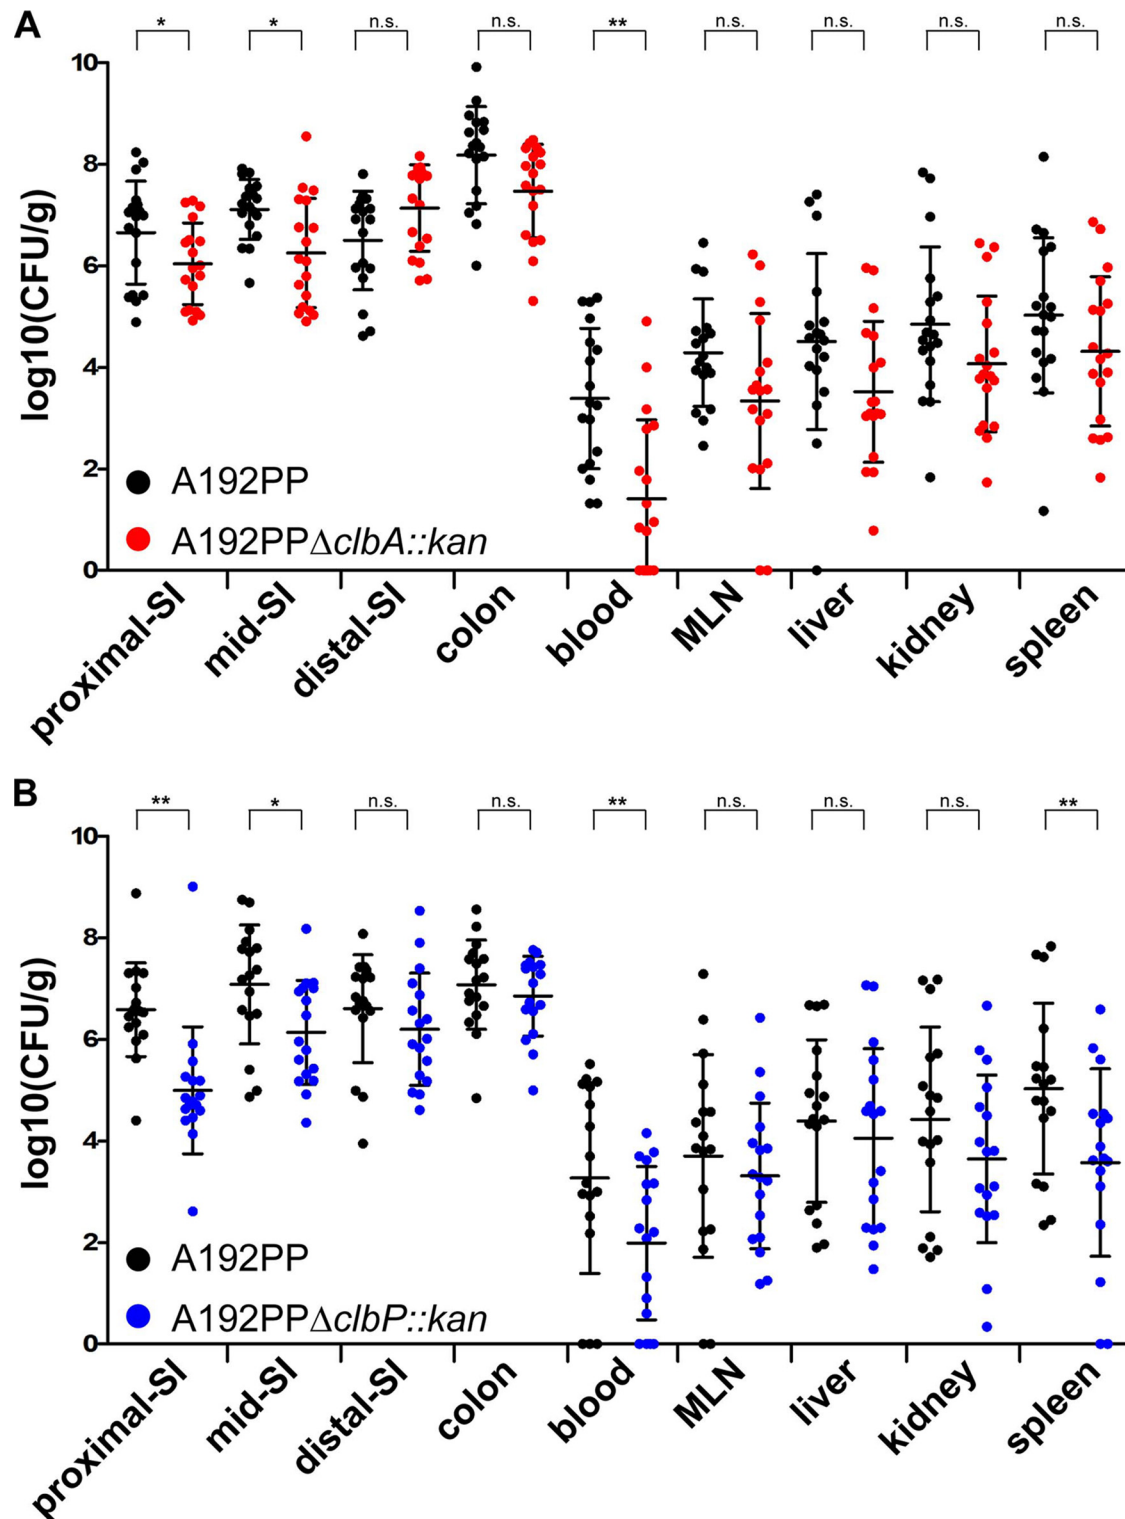 A
* * n.s. n.s. ** n.s. n.s. n.s. n.s.
10
8
6
4
2
0
log10(CFU/g)
A192PP
A192PPΔclbA::kan
proximal-SI mid-SI distal-SI colon blood MLN liver kidney spleen
B
** * n.s. n.s. ** n.s. n.s. n.s. **
10
8
6
4
2
0
log10(CFU/g)
A192PP
A192PPΔclbP::kan
proximal-SI mid-SI distal-SI colon blood MLN liver kidney spleen